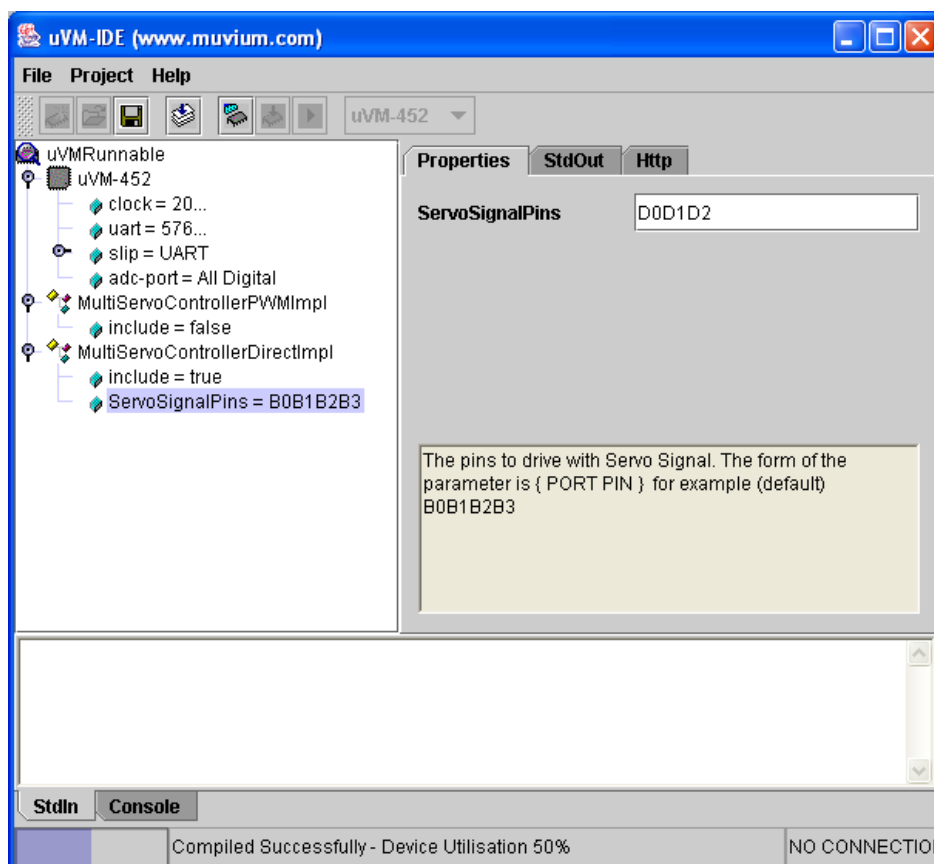 uVM-IDE (www.muvium.com)
File Project Help
uVM-452
uVMRunnable
uVM-452
clock = 20...
uart = 576...
slip = UART
adc-port = All Digital
MultiServoControllerPWMImpl
include = false
MultiServoControllerDirectImpl
include = true
ServoSignalPins = B0B1B2B3
Properties StdOut Http
ServoSignalPins D0D1D2
The pins to drive with Servo Signal. The form of the
parameter is { PORT PIN } for example (default)
B0B1B2B3
StdIn Console
Compiled Successfully - Device Utilisation 50% NO CONNECTIO